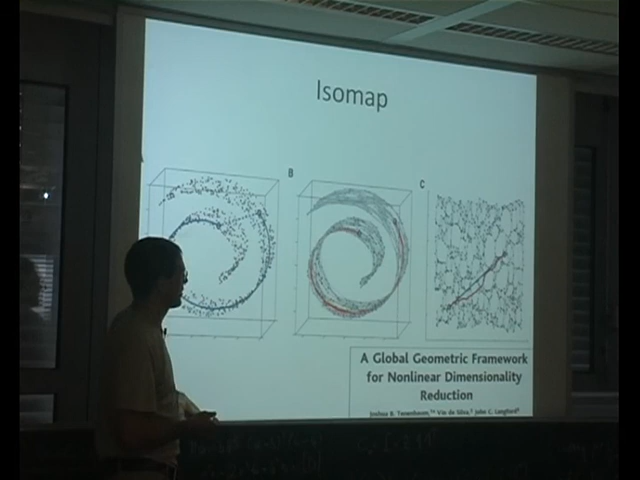 Isomap
B
C
A Global Geometric Framework
for Nonlinear Dimensionality
Reduction
Joshua B. Tenenbaum, Vin de Silva, John C. Langford